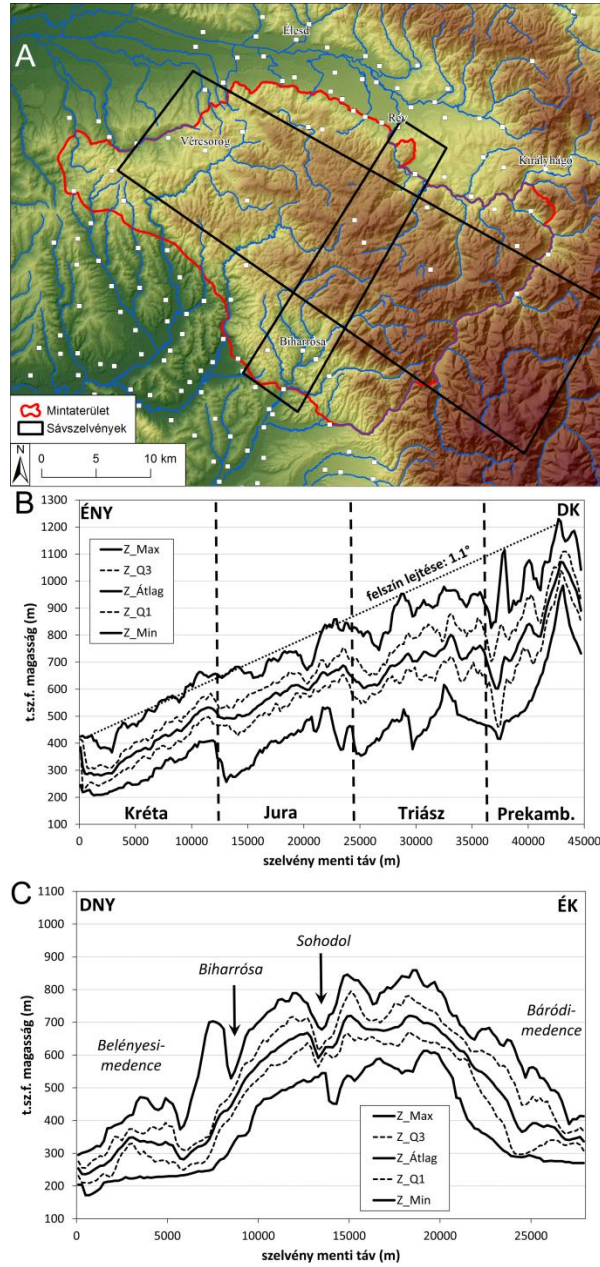 A
Élesd
Rév
Vércsorog
Királyhágó
Biharrósa
Mintaterület
Sávszelvények
N
0 5 10 km
B
ÉNY
DK
Z_Max
Z_Q3
Z_Átlag
Z_Q1
Z_Min
felszín lejtése: 1.1°
t.sz.f. magasság (m)
1300
1200
1100
1000
900
800
700
600
500
400
300
200
100
Kréta
Jura
Triász
Prekamb.
0 5000 10000 15000 20000 25000 30000 35000 40000 45000
szelvény menti táv (m)
C
DNY
ÉK
Sohodol
Biharrósa
Belényesi-
medence
Báródi-
medence
t.sz.f. magasság (m)
1100
1000
900
800
700
600
500
400
300
200
100
Z_Max
Z_Q3
Z_Átlag
Z_Q1
Z_Min
0 5000 10000 15000 20000 25000
szelvény menti táv (m)